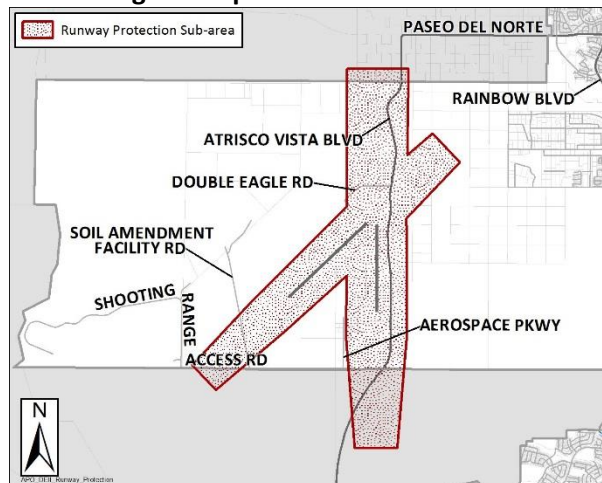 Runway Protection Sub-area
PASEO DEL NORTE
RAINBOW BLVD
ATRISCO VISTA BLVD
DOUBLE EAGLE RD
SOIL AMENDMENT
FACILITY RD
SHOOTING
RANGE
ACCESS RD
AEROSPACE PKWY
N
APO_DEII_Runway_Protection